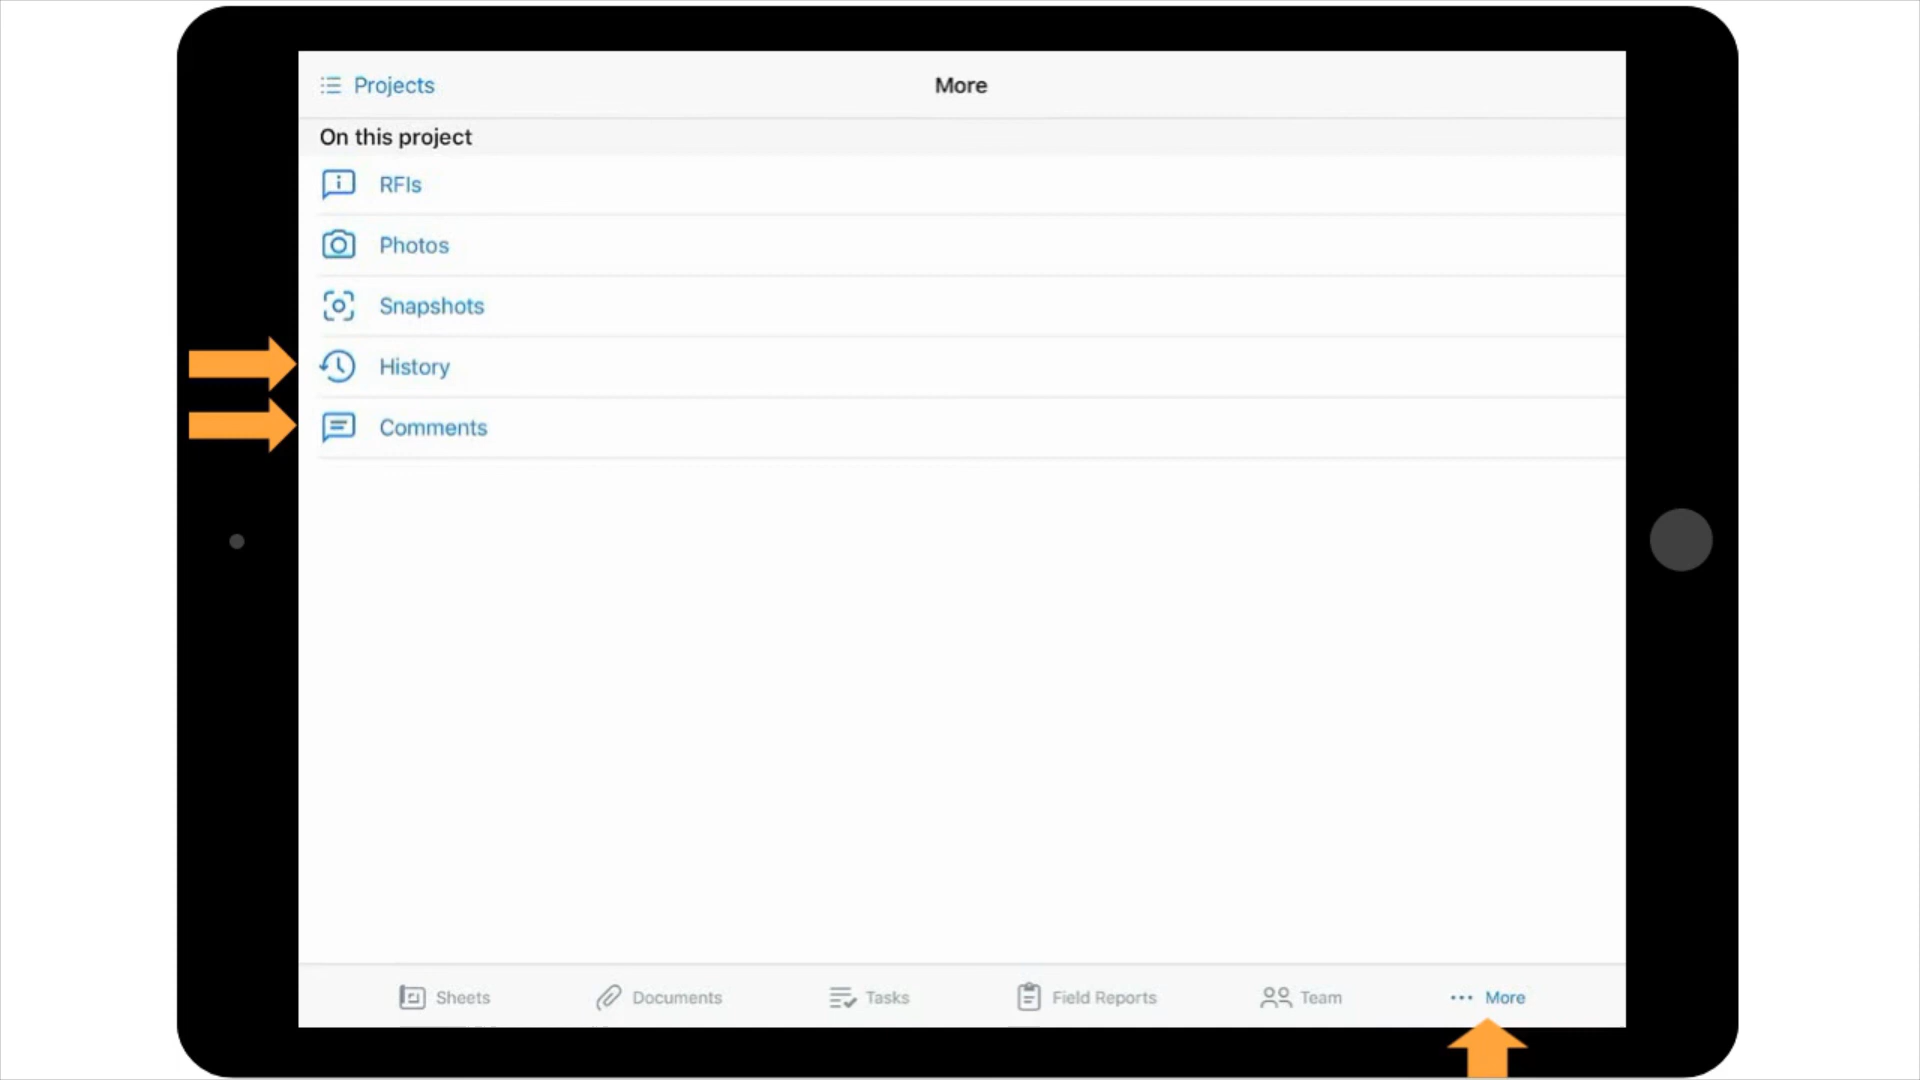 Projects
More
On this project
RFIs
Photos
Snapshots
History
Comments
Sheets
Documents
Tasks
Field Reports
Team
More